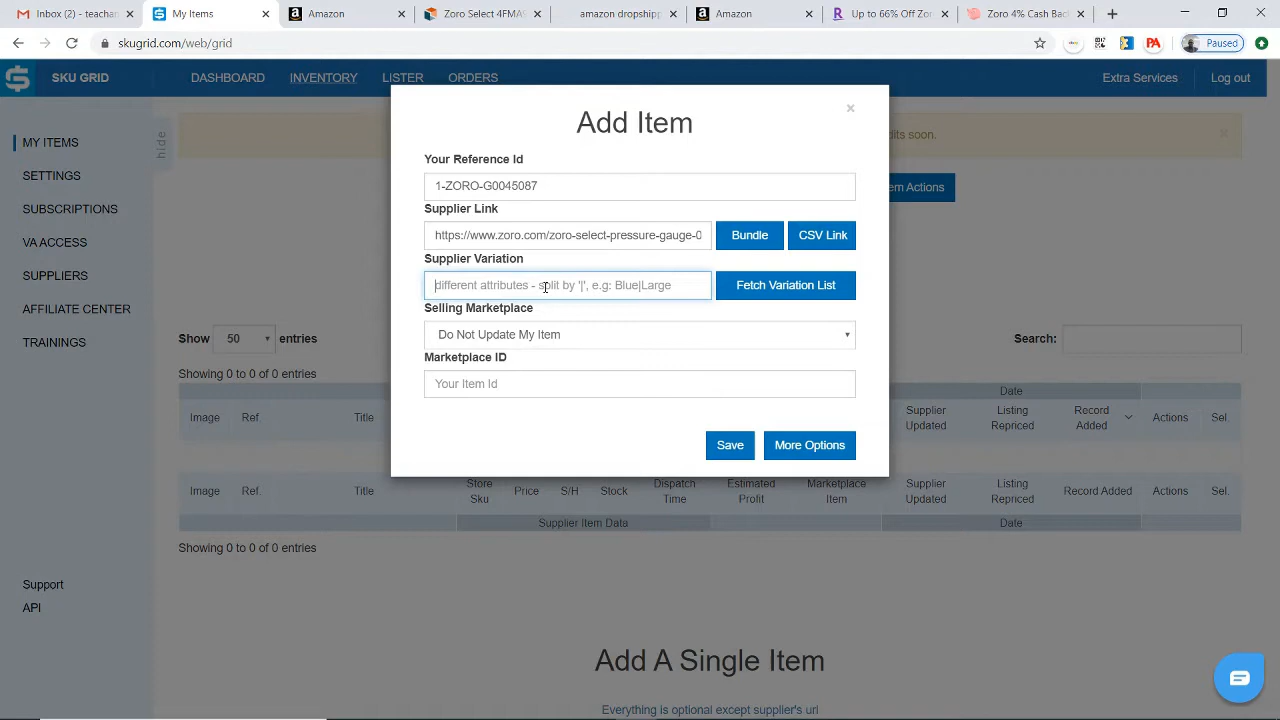 Inbox (2) - teachan
My Items
Amazon
Zoro Select 4FMA5
amazon dropshipp
Amazon
R
Up to 66% Off Zor
Zoro 4% Cash Back
skugrid.com/web/grid
PA
Paused
SKU GRID
DASHBOARD
INVENTORY
LISTER
ORDERS
Extra Services
Log out
hide
MY ITEMS
SETTINGS
SUBSCRIPTIONS
VA ACCESS
SUPPLIERS
AFFILIATE CENTER
TRAININGS
Support
API
dits soon.
em Actions
Add Item
×
Your Reference Id
1-ZORO-G0045087
Supplier Link
https://www.zoro.com/zoro-select-pressure-gauge-0
Bundle
CSV Link
Supplier Variation
different attributes - split by '|', e.g: Blue|Large
Fetch Variation List
Selling Marketplace
Do Not Update My Item
Marketplace ID
Your Item Id
Save
More Options
Show 50 entries
Search:
Showing 0 to 0 of 0 entries
Date
Image Ref. Title Supplier Updated Listing Repriced Record Added Actions Sel.
Image Ref. Title Store Sku Price S/H Stock Dispatch Time Estimated Profit Marketplace Item Supplier Updated Listing Repriced Record Added Actions Sel.
Supplier Item Data
Date
Showing 0 to 0 of 0 entries
Add A Single Item
Everything is optional except supplier's url